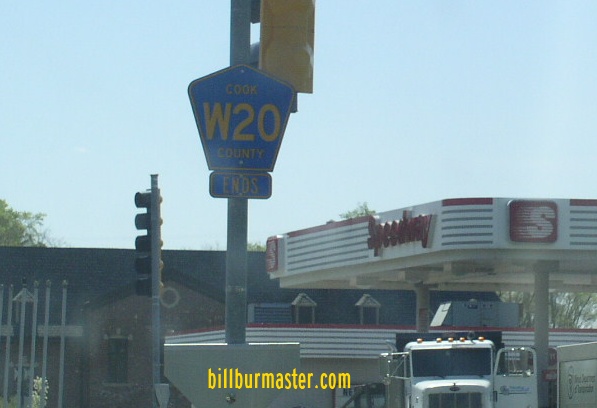 COOK
W20
COUNTY
ENDS
Speedway
S
S
billburmaster.com